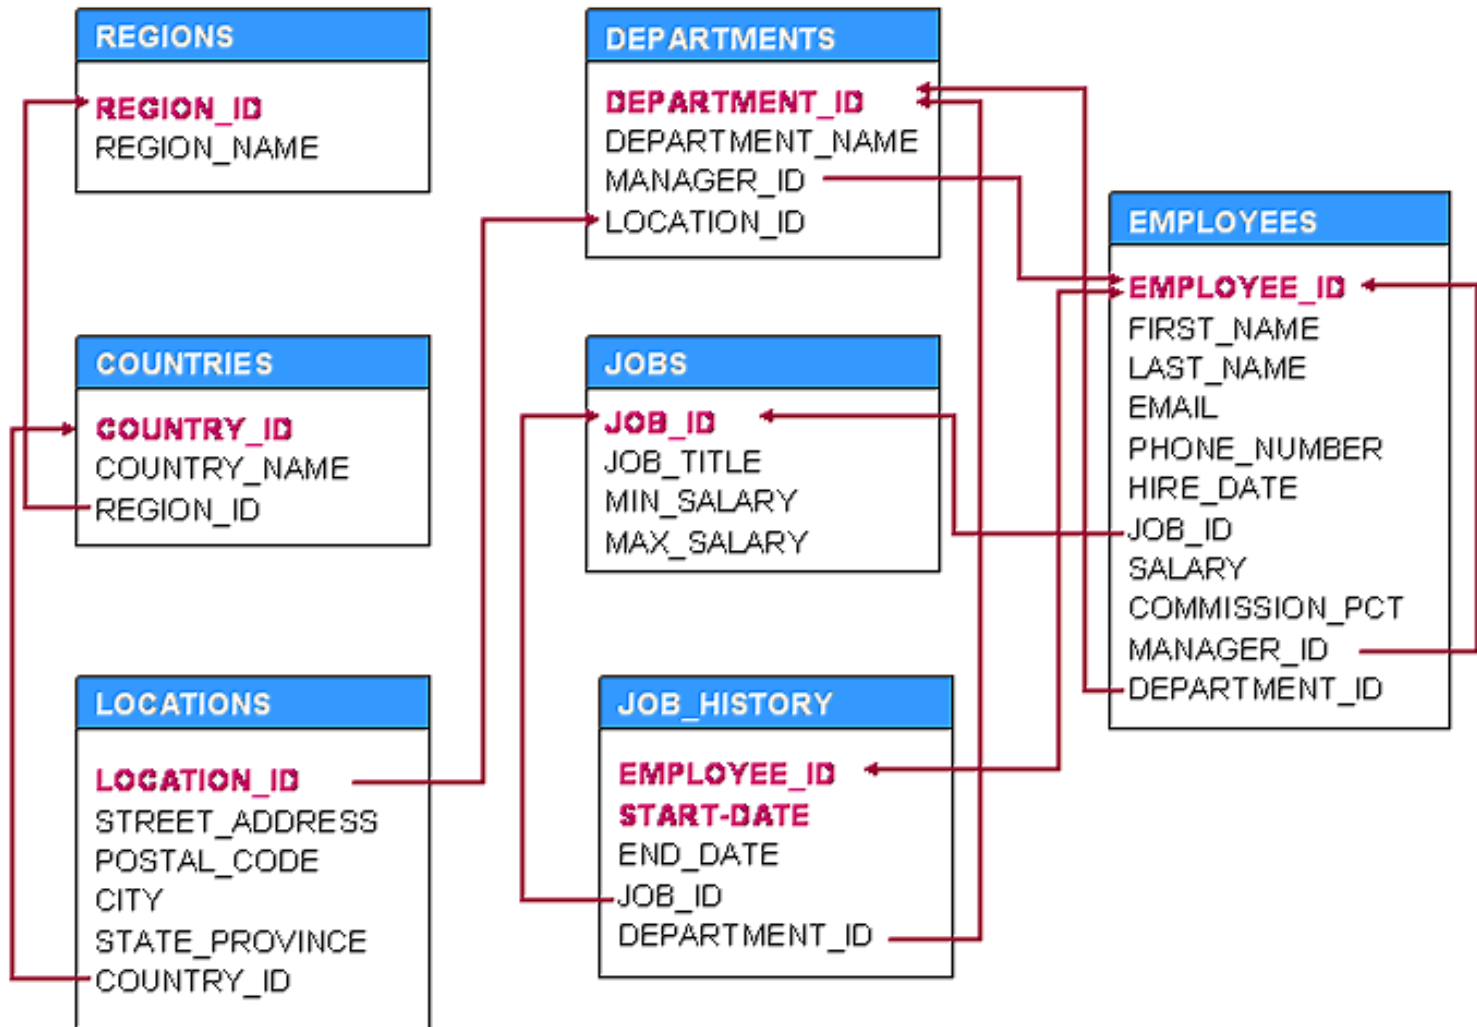 REGIONS
REGION_ID
REGION_NAME
COUNTRIES
COUNTRY_ID
COUNTRY_NAME
REGION_ID
LOCATIONS
LOCATION_ID
STREET_ADDRESS
POSTAL_CODE
CITY
STATE_PROVINCE
COUNTRY_ID
DEPARTMENTS
DEPARTMENT_ID
DEPARTMENT_NAME
MANAGER_ID
LOCATION_ID
JOBS
JOB_ID
JOB_TITLE
MIN_SALARY
MAX_SALARY
JOB_HISTORY
EMPLOYEE_ID
START-DATE
END_DATE
JOB_ID
DEPARTMENT_ID
EMPLOYEES
EMPLOYEE_ID
FIRST_NAME
LAST_NAME
EMAIL
PHONE_NUMBER
HIRE_DATE
JOB_ID
SALARY
COMMISSION_PCT
MANAGER_ID
DEPARTMENT_ID